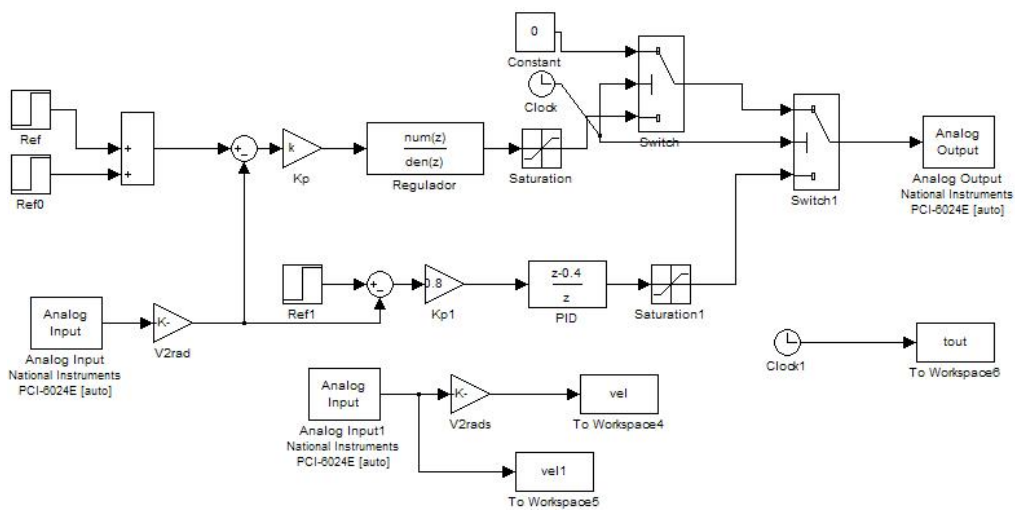 0
Constant
Clock
Switch
Ref
+
+
Ref0
+
−
k
Kp
num(z)
den(z)
Regulador
Saturation
Switch1
Analog
Output
Analog Output
National Instruments
PCI-6024E [auto]
Ref1
+
−
0.8
Kp1
z-0.4
z
PID
Saturation1
Analog
Input
Analog Input
National Instruments
PCI-6024E [auto]
-K-
V2rad
Clock1
tout
To Workspace6
Analog
Input
Analog Input1
National Instruments
PCI-6024E [auto]
-K-
V2rads
vel
To Workspace4
vel1
To Workspace5